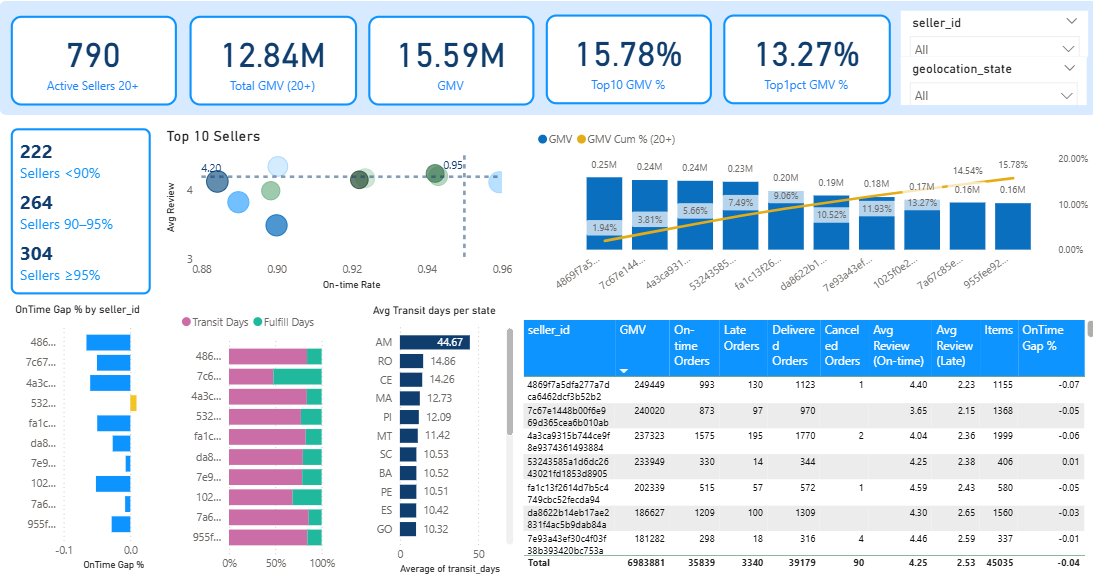 790
Active Sellers 20+
12.84M
Total GMV (20+)
15.59M
GMV
15.78%
Top10 GMV %
13.27%
Top1pct GMV %
seller_id
All
geolocation_state
All
222
Sellers <90%
264
Sellers 90–95%
304
Sellers ≥95%
Top 10 Sellers
4.20
0.95
4
3
Avg Review
0.88 0.90 0.92 0.94 0.96
On-time Rate
GMV GMV Cum % (20+)
0.25M 0.24M 0.24M 0.23M 0.20M 0.19M 0.18M 0.17M 0.16M 0.16M
1.94% 3.81% 5.66% 7.49% 9.06% 10.52% 11.93% 13.27% 14.54% 15.78%
20.00%
10.00%
0.00%
4869f7a5... 7c67e144... 4a3ca931... 53243585... fa1c13f26... da8622b1... 7e93a43ef... 1025f0e2... 7a67c85e... 955fee92...
OnTime Gap % by seller_id
486...
7c67...
4a3c...
532...
fa1c...
da8...
7e9...
102...
7a6...
955f...
-0.1 0.0
OnTime Gap %
Transit Days Fulfill Days
486...
7c6...
4a3c...
532...
fa1c...
da8...
7e9...
102...
7a6...
955f...
0% 50% 100%
Avg Transit days per state
AM 44.67
RO 14.86
CE 14.26
MA 12.73
PI 12.09
MT 11.42
SC 10.53
BA 10.52
PE 10.51
ES 10.42
GO 10.32
0 50
Average of transit_days
seller_id GMV On-time Orders Late Orders Delivered Orders Canceled Orders Avg Review (On-time) Avg Review (Late) Items OnTime Gap %
4869f7a5dfa277a7dca6462dcf3b52b2 249449 993 130 1123 1 4.40 2.23 1155 -0.07
7c67e1448b00f6e969d365cea6b010ab 240020 873 97 970 3.65 2.15 1368 -0.05
4a3ca9315b744ce9f8e9374361493884 237323 1575 195 1770 2 4.04 2.36 1999 -0.06
53243585a1d6dc2643021fd1853d8905 233949 330 14 344 4.25 2.38 406 0.01
fa1c13f2614d7b5c4749cbc52fecda94 202339 515 57 572 1 4.59 2.43 580 -0.05
da8622b14eb17ae2831f4ac5b9dab84a 186627 1209 100 1309 4.30 2.65 1560 -0.03
7e93a43ef30c4f03f38b393420bc753a 181282 298 18 316 4 4.46 2.59 337 -0.01
Total 6983881 35839 3340 39179 90 4.25 2.53 45035 -0.04